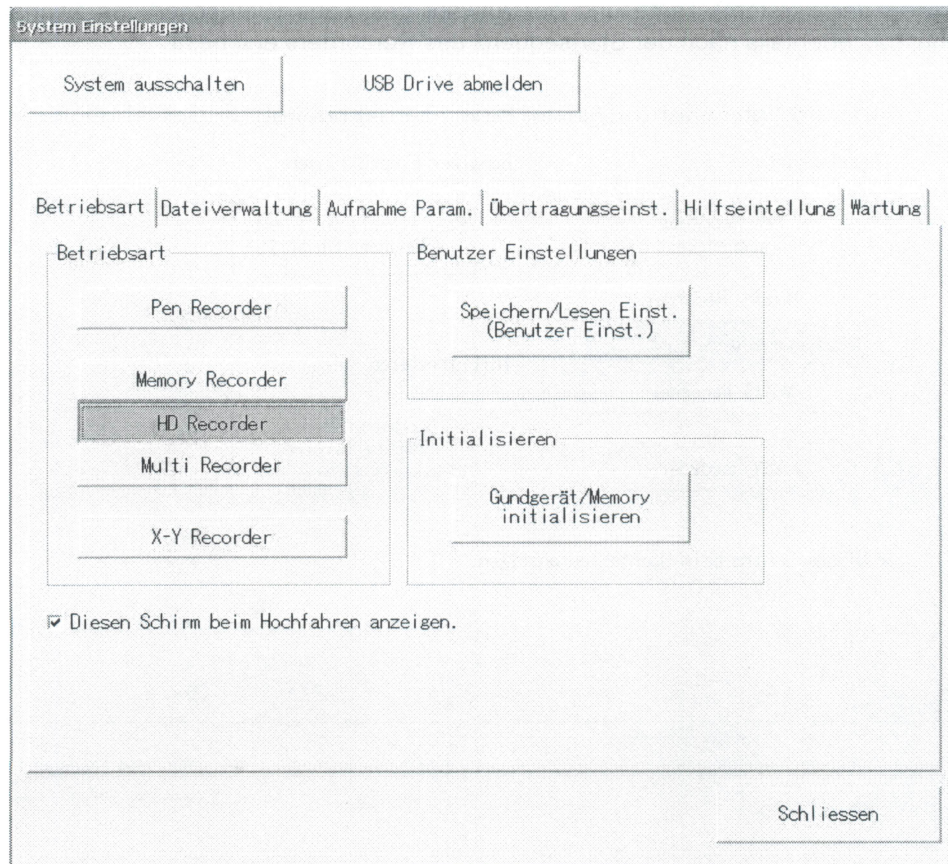 System Einstellungen
System ausschalten
USB Drive abmelden
Betriebsart
Dateiverwaltung
Aufnahme Param.
Übertragungseinst.
Hilfseintellung
Wartung
Betriebsart
Pen Recorder
Memory Recorder
HD Recorder
Multi Recorder
X-Y Recorder
Benutzer Einstellungen
Speichern/Lesen Einst.
(Benutzer Einst.)
Initialisieren
Gundgerät/Memory
initialisieren
Diesen Schirm beim Hochfahren anzeigen.
Schliessen